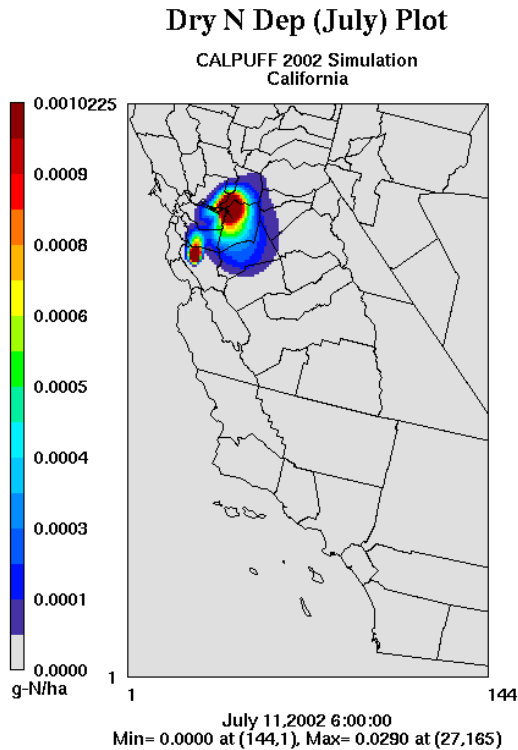 Dry N Dep (July) Plot
CALPUFF 2002 Simulation
California
0.0010225
0.0009
0.0008
0.0006
0.0005
0.0004
0.0003
0.0001
0.0000
g-N/ha
1
1
144
July 11,2002 6:00:00
Min= 0.0000 at (144,1), Max= 0.0290 at (27,165)